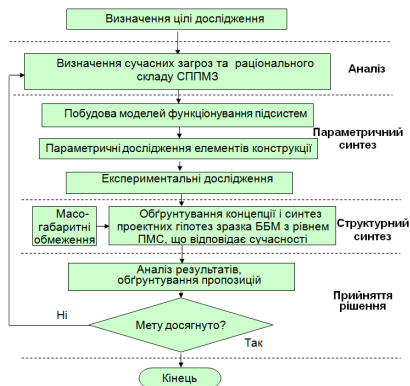 Визначення цілі дослідження
Визначення сучасних загроз та раціонального
складу СППМЗ
Аналіз
Побудова моделей функціонування підсистем
Параметричний
синтез
Параметричні дослідження елементів конструкції
Експериментальні дослідження
Масо-
габаритні
обмеження
Обґрунтування концепції і синтез
проектних гіпотез зразка ББМ з рівнем
ПМС, що відповідає сучасності
Структурний
синтез
Аналіз результатів,
обґрунтування пропозицій
Прийняття
рішення
Ні
Мету досягнуто?
Так
Кінець